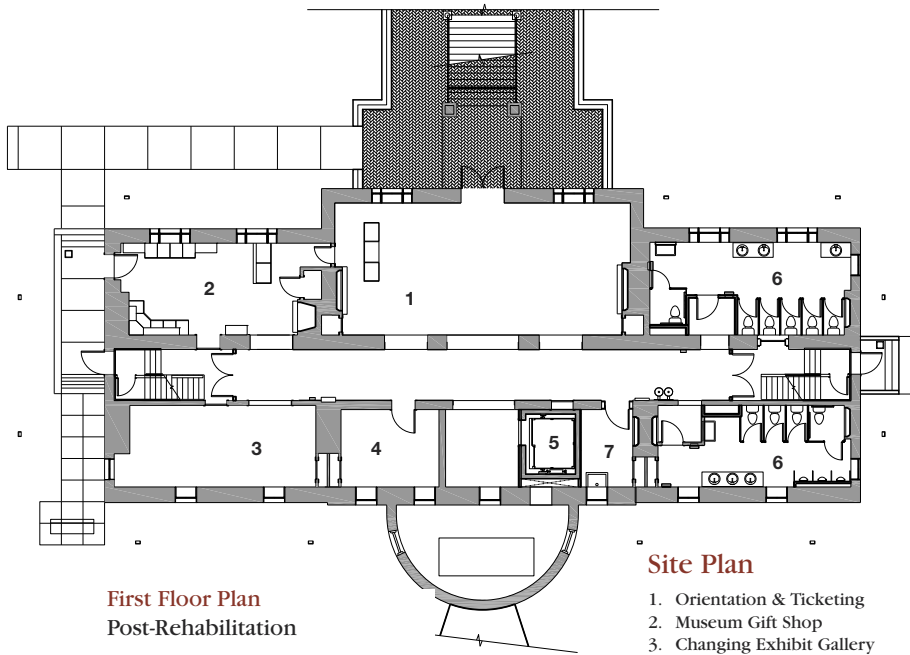 1
2
6
3
4
5
7
6
First Floor Plan
Post-Rehabilitation
Site Plan
1. Orientation & Ticketing
2. Museum Gift Shop
3. Changing Exhibit Gallery